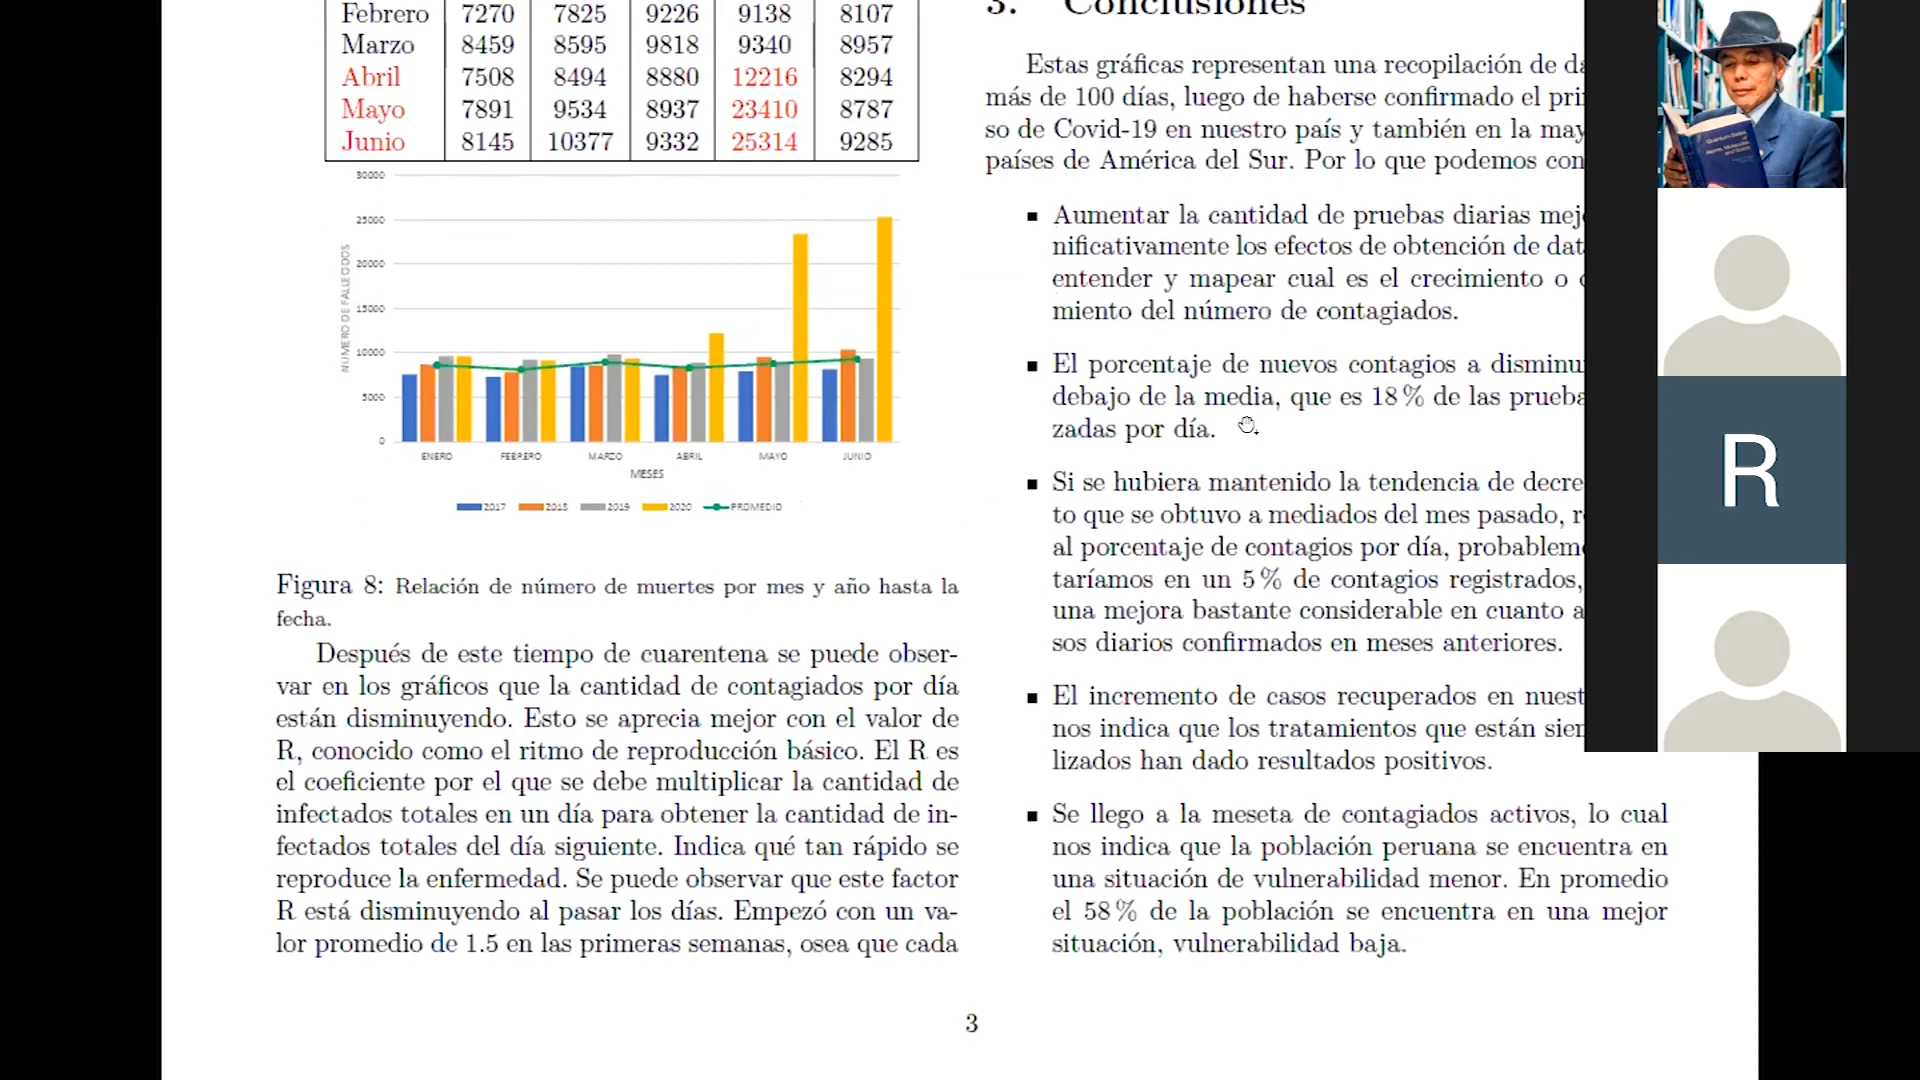 Febrero 7270 7825 9226 9138 8107
Marzo 8459 8595 9818 9340 8957
Abril 7508 8494 8880 12216 8294
Mayo 7891 9534 8937 23410 8787
Junio 8145 10377 9332 25314 9285
30000
25000
20000
15000
10000
5000
0
NUMERO DE FALLECIDOS
ENERO FEBRERO MARZO ABRIL MAYO JUNIO
MESES
2017 2018 2019 2020 PROMEDIO
Figura 8: Relación de número de muertes por mes y año hasta la
fecha.
Después de este tiempo de cuarentena se puede obser-
var en los gráficos que la cantidad de contagiados por día
están disminuyendo. Esto se aprecia mejor con el valor de
R, conocido como el ritmo de reproducción básico. El R es
el coeficiente por el que se debe multiplicar la cantidad de
infectados totales en un día para obtener la cantidad de in-
fectados totales del día siguiente. Indica qué tan rápido se
reproduce la enfermedad. Se puede observar que este factor
R está disminuyendo al pasar los días. Empezó con un va-
lor promedio de 1.5 en las primeras semanas, osea que cada
3. Conclusiones
Estas gráficas representan una recopilación de
más de 100 días, luego de haberse confirmado el
so de Covid-19 en nuestro país y también en la
países de América del Sur. Por lo que podemos
Aumentar la cantidad de pruebas diarias
nificativamente los efectos de obtención de
entender y mapear cual es el crecimiento o
miento del número de contagiados.
El porcentaje de nuevos contagios a
debajo de la media, que es 18 % de las
zadas por día.
Si se hubiera mantenido la tendencia de
to que se obtuvo a mediados del mes pasado,
al porcentaje de contagios por día,
taríamos en un 5 % de contagios registrados,
una mejora bastante considerable en cuanto a
sos diarios confirmados en meses anteriores.
El incremento de casos recuperados en
nos indica que los tratamientos que están
lizados han dado resultados positivos.
Se llego a la meseta de contagiados activos, lo cual
nos indica que la población peruana se encuentra en
una situación de vulnerabilidad menor. En promedio
el 58 % de la población se encuentra en una mejor
situación, vulnerabilidad baja.
3
R